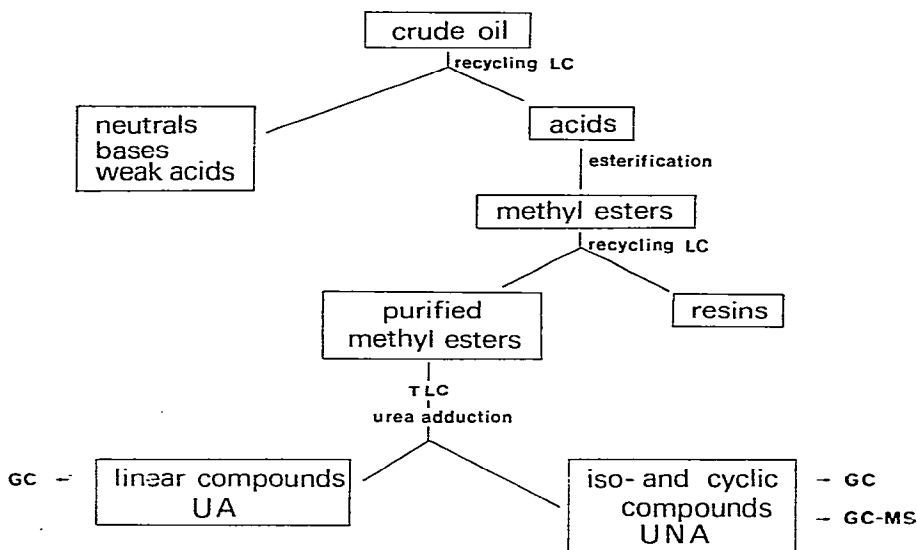 crude oil
recycling LC
neutrals
bases
weak acids
acids
esterification
methyl esters
recycling LC
purified
methyl esters
resins
TLC
urea adduction
GC
linear compounds
UA
iso- and cyclic
compounds
UNA
GC
GC-MS